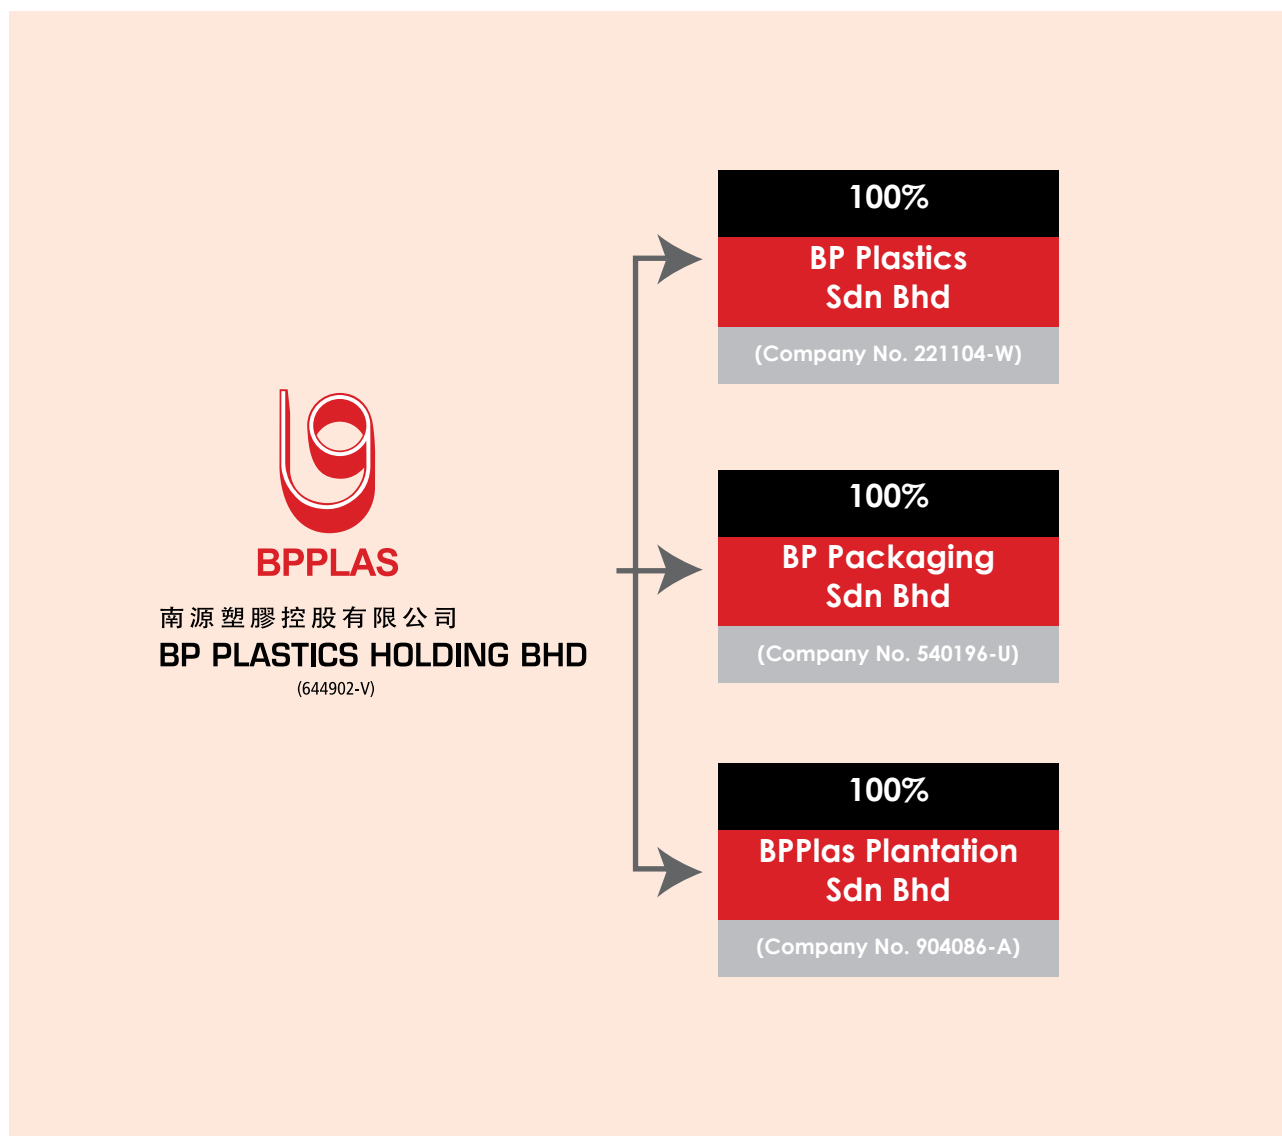 BPPLAS
南源塑膠控股有限公司
BP PLASTICS HOLDING BHD
(644902-V)
100%
BP Plastics
Sdn Bhd
(Company No. 221104-W)
100%
BP Packaging
Sdn Bhd
(Company No. 540196-U)
100%
BPPlas Plantation
Sdn Bhd
(Company No. 904086-A)